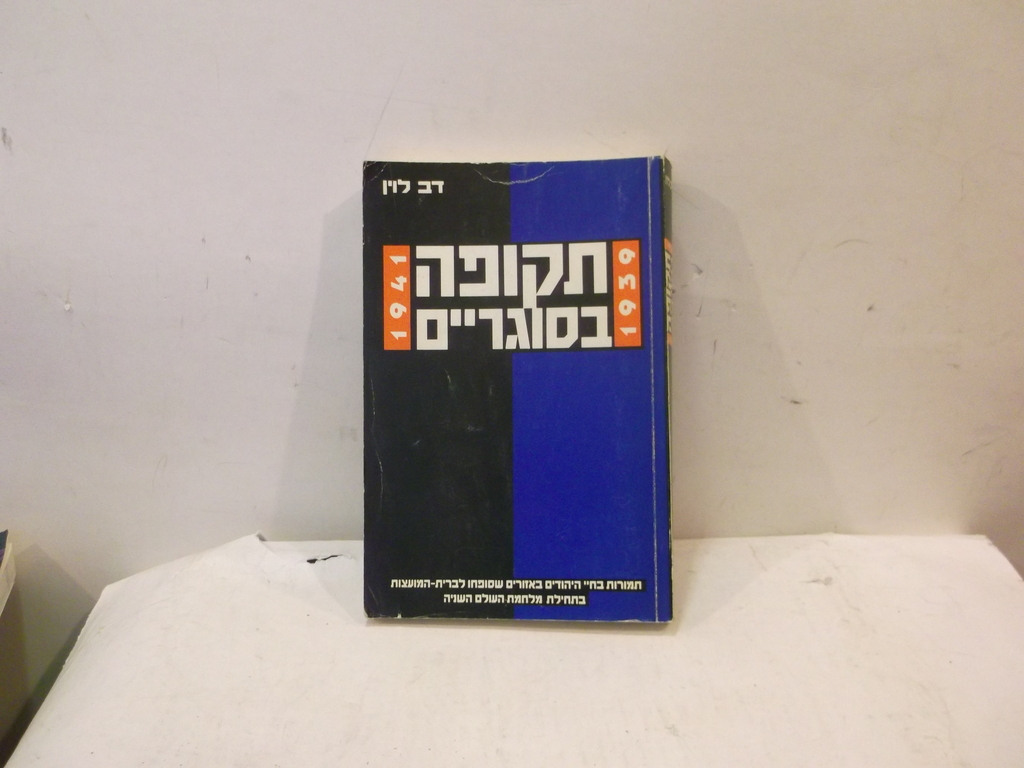 דב לוין
1939
תקופה
בסוגריים
1941
תמורות בחיי היהודים באזורים שסופחו לברית-המועצות
בתחילת מלחמת העולם השניה